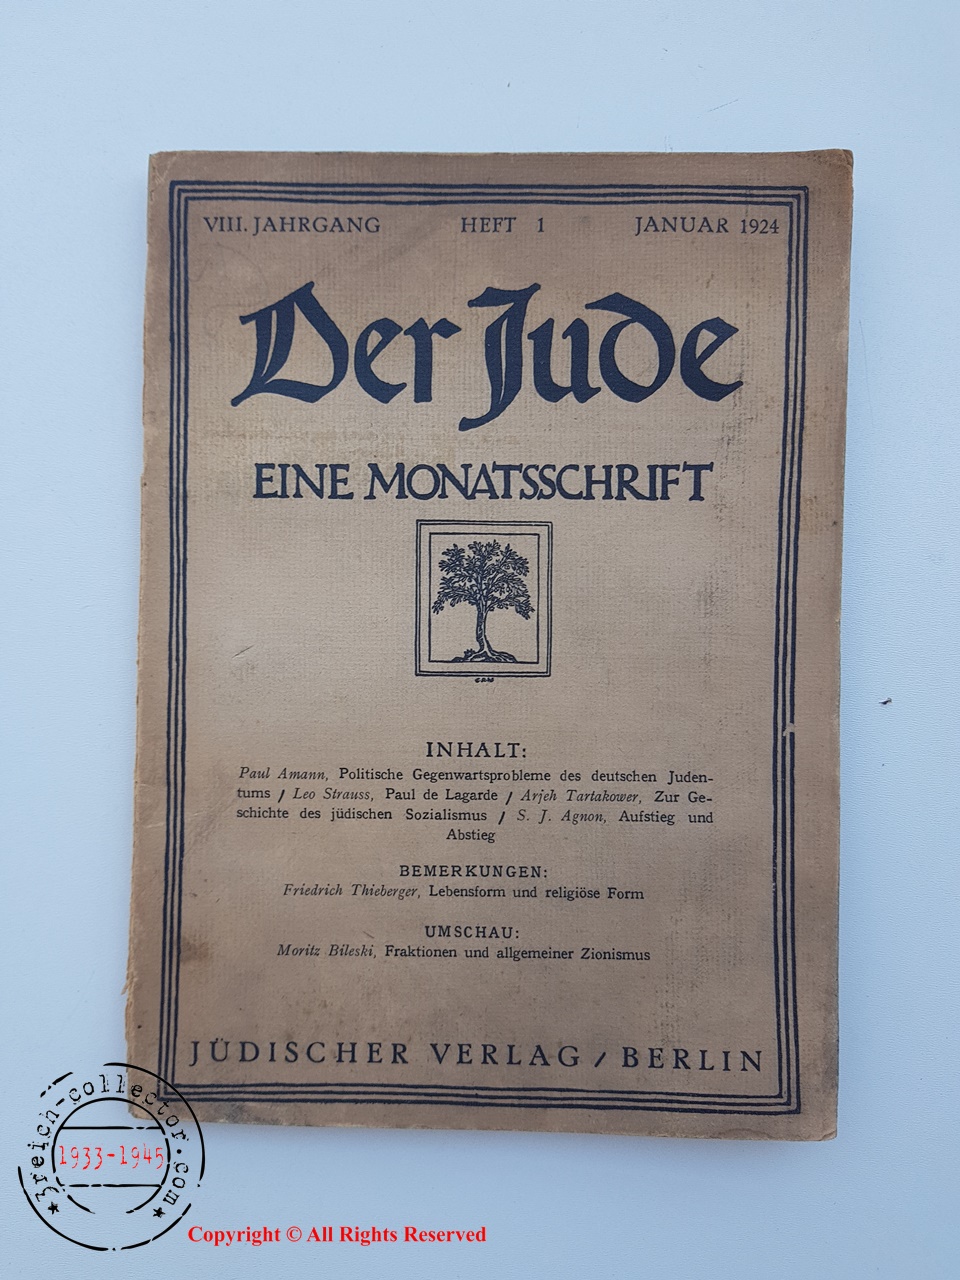 VIII. JAHRGANG HEFT 1 JANUAR 1924
Der Jude
EINE MONATSSCHRIFT
INHALT:
Paul Amann, Politische Gegenwartsprobleme des deutschen Juden-
tums / Leo Strauss, Paul de Lagarde / Arjeh Tartakower, Zur Ge-
schichte des jüdischen Sozialismus / S. J. Agnon, Aufstieg und
Abstieg
BEMERKUNGEN:
Friedrich Thieberger, Lebensform und religiöse Form
UMSCHAU:
Moritz Bileski, Fraktionen und allgemeiner Zionismus
JÜDISCHER VERLAG / BERLIN
3reich-collector.com
1933-1945
Copyright © All Rights Reserved